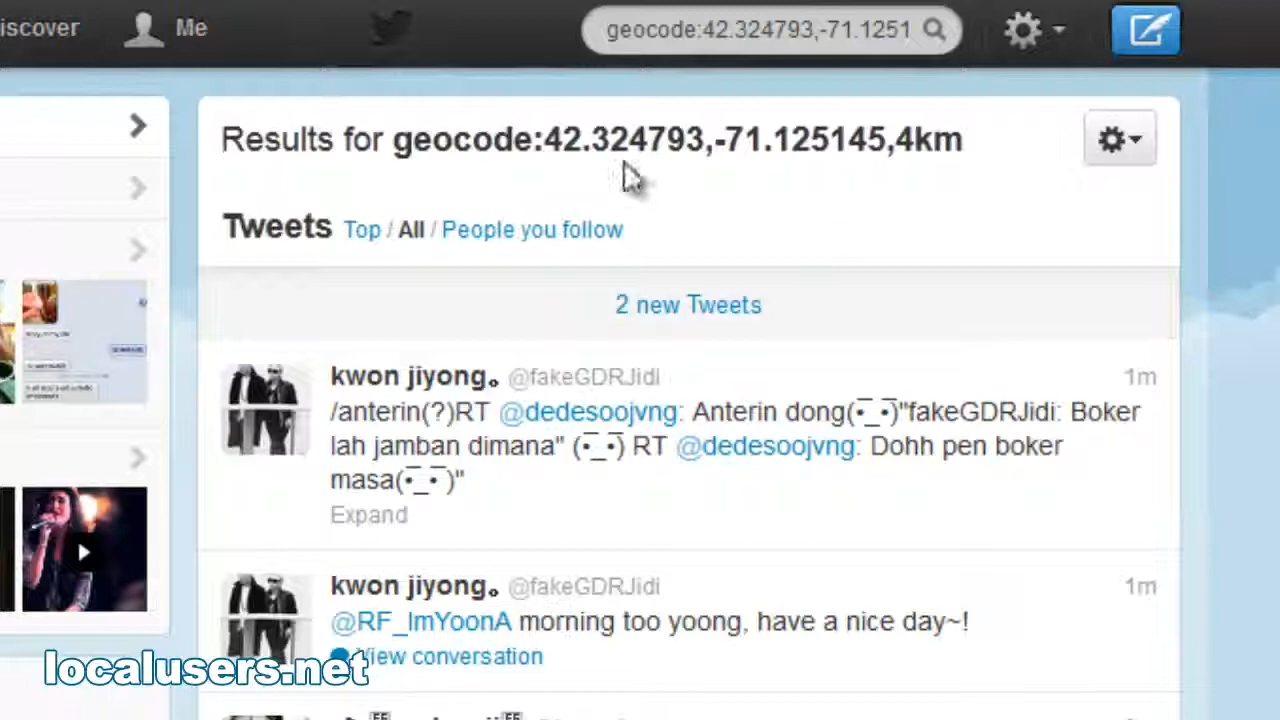 iscover
Me
geocode:42.324793,-71.1251
Results for geocode:42.324793,-71.125145,4km
Tweets Top / All / People you follow
2 new Tweets
kwon jiyong。 @fakeGDRJidi 1m
/anterin(?)RT @dedesoojvng: Anterin dong(•̅_•̅)"fakeGDRJidi: Boker
lah jamban dimana" (•̅_•̅) RT @dedesoojvng: Dohh pen boker
masa(•̅_•̅)"
Expand
kwon jiyong。 @fakeGDRJidi 1m
@RF_ImYoonA morning too yoong, have a nice day~!
View conversation
localusers.net